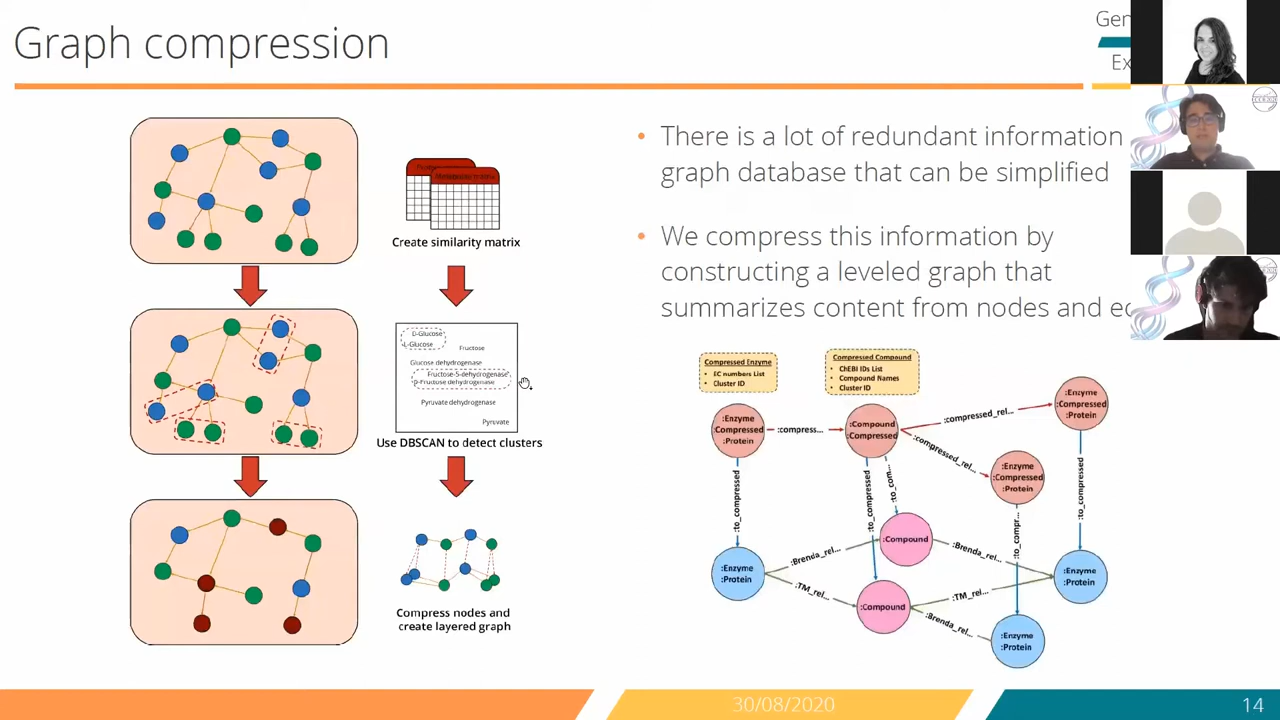 Graph compression
Create similarity matrix
D-Glucose
L-Glucose
Fructose
Glucose dehydrogenase
Fructose-5-dehydrogenase
D-Fructose dehydrogenase
Pyruvate dehydrogenase
Pyruvate
Use DBSCAN to detect clusters
Compress nodes and
create layered graph
• There is a lot of redundant information
graph database that can be simplified
• We compress this information by
constructing a leveled graph that
summarizes content from nodes and
Compressed Enzyme
• EC numbers List
• Cluster ID
Compressed Compound
• ChEBI IDs List
• Compound Names
• Cluster ID
:Enzyme
:Compressed
:Protein
:compress...
:Compound
:Compressed
:compressed_rel...
:Enzyme
:Compressed
:Protein
:compressed_rel...
:Enzyme
:Compressed
:Protein
:to_compressed
:to_compressed
:to_com...
:to_compr...
:to_compressed
:Enzyme
:Protein
:Brenda_rel...
:TM_rel...
:Compound
:Compound
:Brenda_rel...
:TM_rel...
:Brenda_rel...
:Enzyme
:Protein
:Enzyme
:Protein
30/08/2020
14